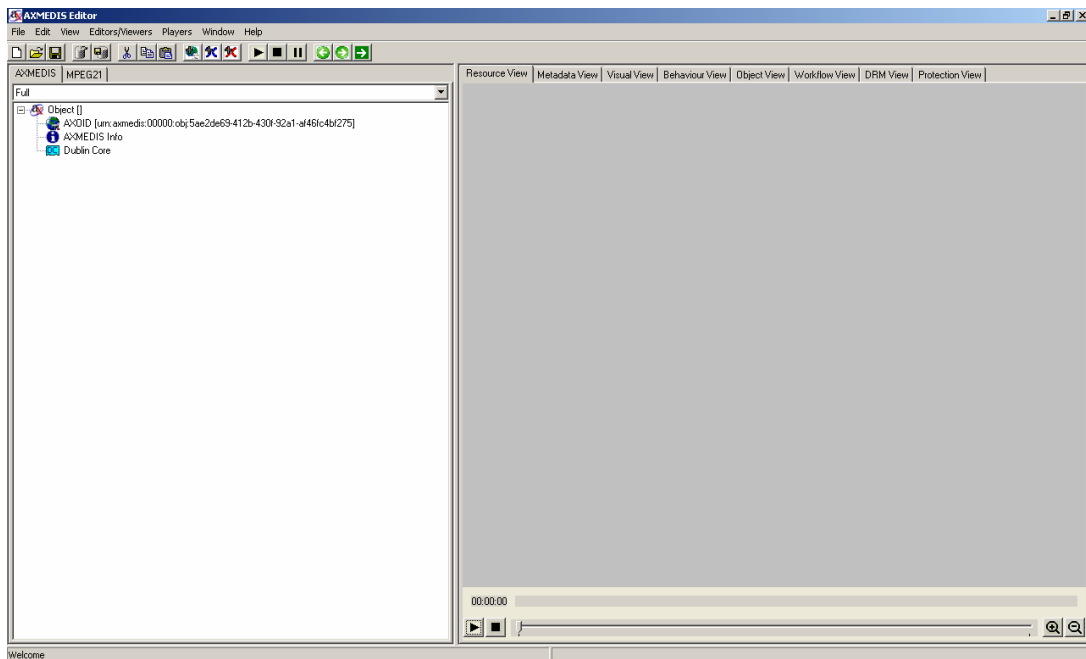 AXMEDIS Editor
File Edit View Editors/Viewers Players Window Help
AXMEDIS MPEG21
Resource View Metadata View Visual View Behaviour View Object View Workflow View DRM View Protection View
Full
Object []
AXOID [urn:axmedis:00000:obj:5ae2de69-412b-430f-92a1-af46fc4bf275]
AXMEDIS Info
DC Dublin Core
00:00:00
Welcome